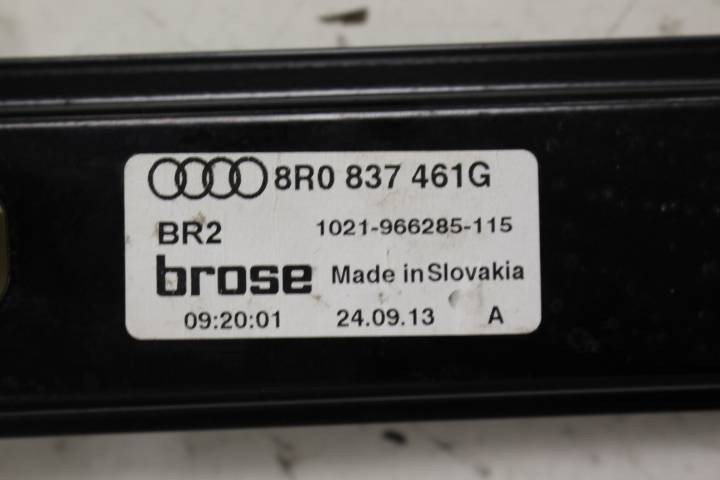 8R0 837 461G
BR2 1021-966285-115
brose Made in Slovakia
09:20:01 24.09.13 A